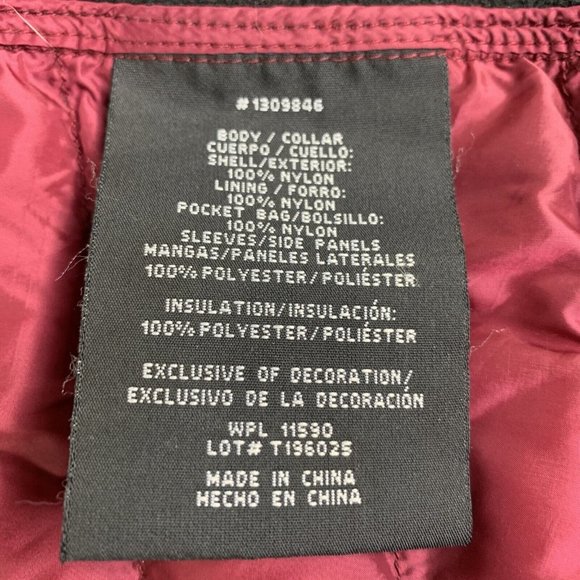 #1309846
BODY / COLLAR
CUERPO / CUELLO:
SHELL/EXTERIOR:
100% NYLON
LINING / FORRO:
100% NYLON
POCKET BAG/BOLSILLO:
100% NYLON
SLEEVES/SIDE PANELS
MANGAS/PANELES LATERALES
100% POLYESTER/POLIÉSTER
INSULATION/INSULACIÓN:
100% POLYESTER/POLIÉSTER
EXCLUSIVE OF DECORATION/
EXCLUSIVO DE LA DECORACIÓN
WPL 11590
LOT# T196025
MADE IN CHINA
HECHO EN CHINA